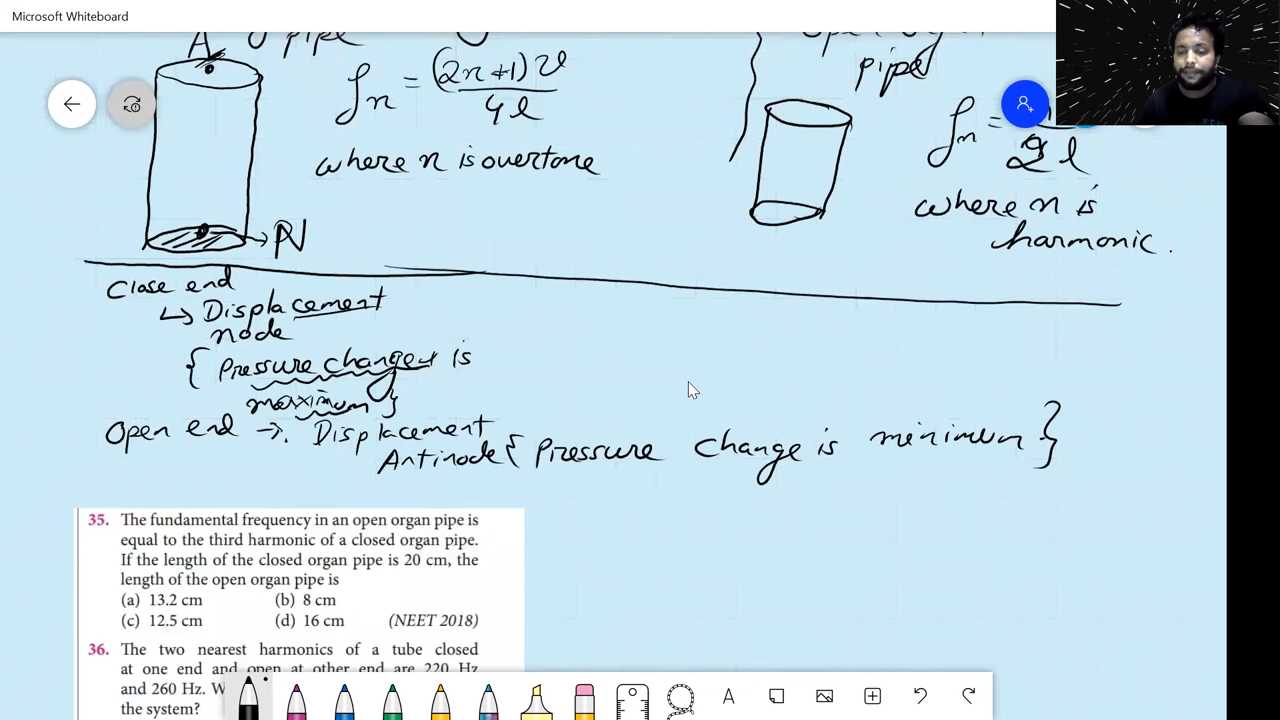 Microsoft Whiteboard
A
pipe
fn = (2n+1)v / 4l
where n is overtone
N
pipe
fn = / 2l
where n is
harmonic.
Close end
↳ Displacement
node
{ Pressure change is
maximum }
Open end → Displacement
Antinode { Pressure change is minimum }
35. The fundamental frequency in an open organ pipe is
equal to the third harmonic of a closed organ pipe.
If the length of the closed organ pipe is 20 cm, the
length of the open organ pipe is
(a) 13.2 cm (b) 8 cm
(c) 12.5 cm (d) 16 cm (NEET 2018)
36. The two nearest harmonics of a tube closed
at one end and open at other end are 220 Hz
and 260 Hz. W
the system?
A